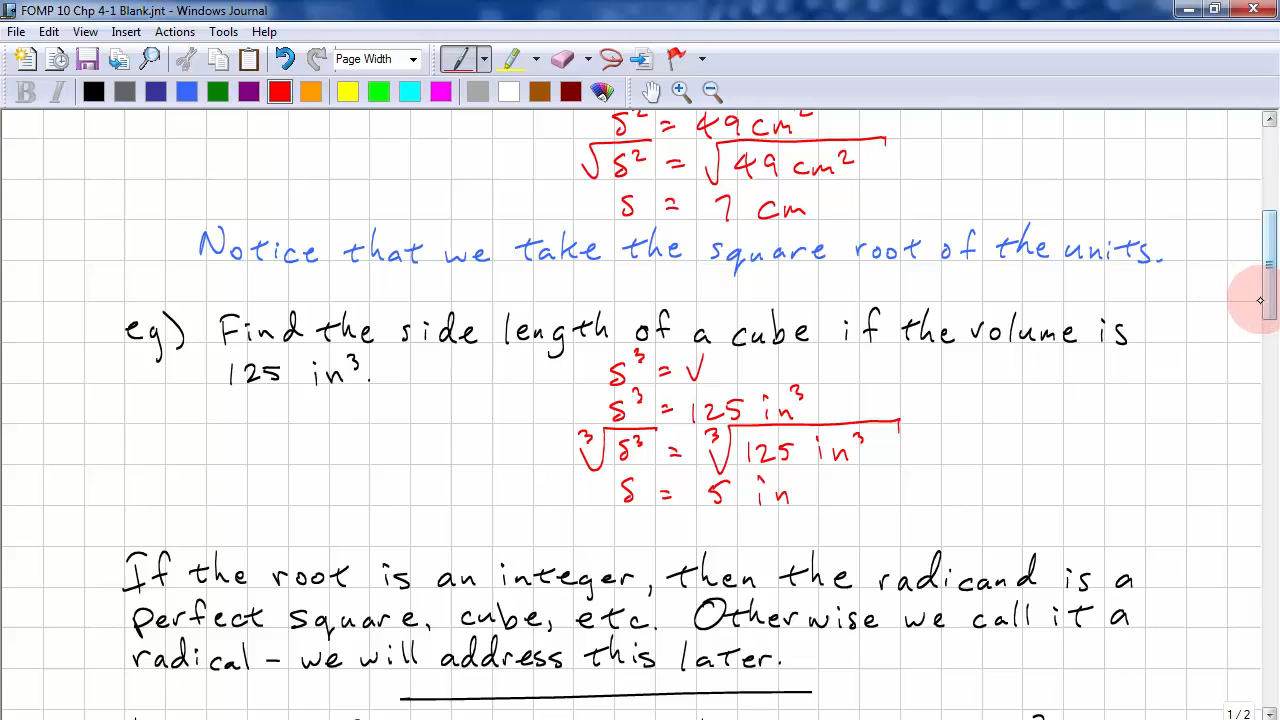 FOMP 10 Chp 4-1 Blank.jnt - Windows Journal
File Edit View Insert Actions Tools Help
Page Width
B I
s² = 49 cm²
√s² = √49 cm²
s = 7 cm
Notice that we take the square root of the units.
eg) Find the side length of a cube if the volume is
125 in³.
s³ = V
s³ = 125 in³
∛s³ = ∛125 in³
s = 5 in
If the root is an integer, then the radicand is a
perfect square, cube, etc. Otherwise we call it a
radical - we will address this later.
1/2